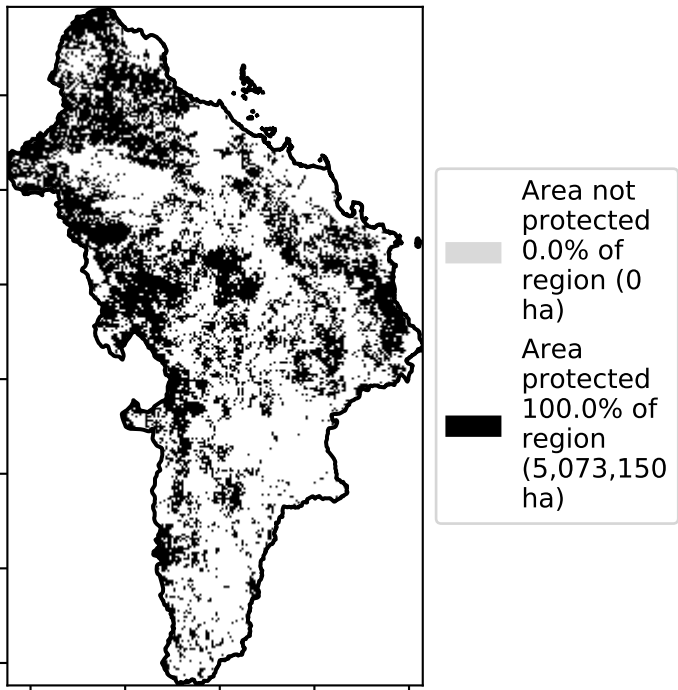 Area not
protected
0.0% of
region (0
ha)
Area
protected
100.0% of
region
(5,073,150
ha)